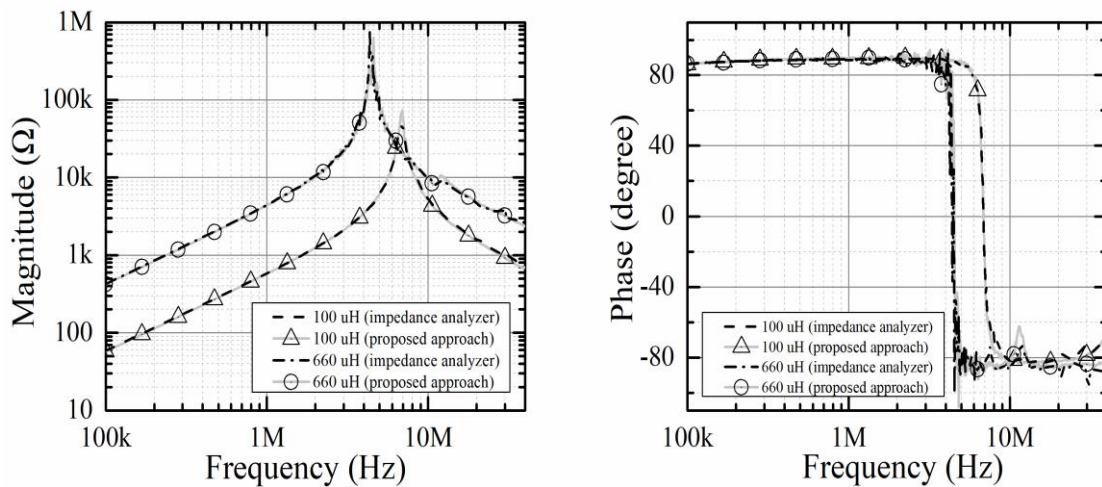 Magnitude (Ω)
1M
100k
10k
1k
100
10
100 uH (impedance analyzer)
100 uH (proposed approach)
660 uH (impedance analyzer)
660 uH (proposed approach)
100k
1M
10M
Frequency (Hz)
Phase (degree)
80
40
0
-40
-80
100 uH (impedance analyzer)
100 uH (proposed approach)
660 uH (impedance analyzer)
660 uH (proposed approach)
100k
1M
10M
Frequency (Hz)